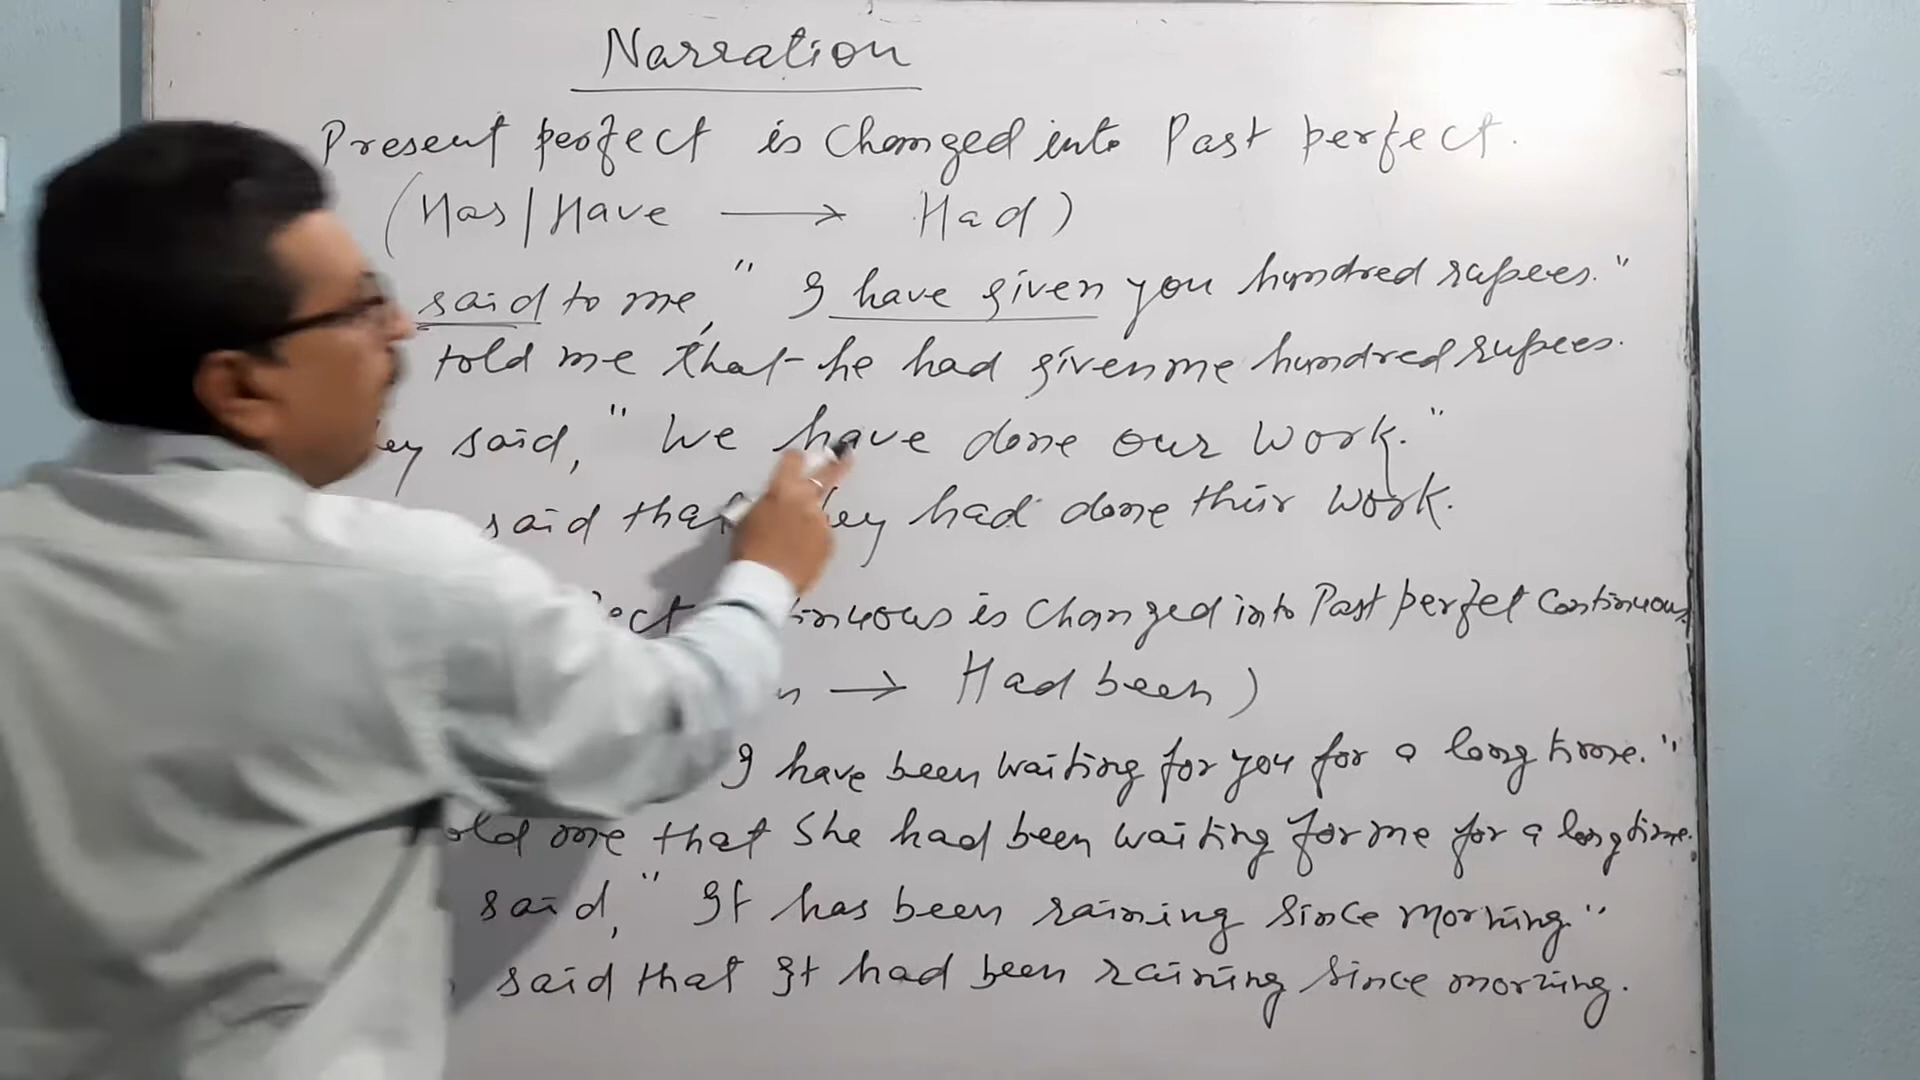 Narration
Present perfect is changed into Past perfect.
(Has/Have → Had)
said to me, "I have given you hundred rupees."
told me that he had given me hundred rupees.
said, "We have done our work."
said that had done their work.
is changed into Past perfet continuous.
→ Had been)
I have been waiting for you for a long time."
me that She had been waiting for me for a long time.
said, "It has been raining since morning."
said that It had been raining since morning.